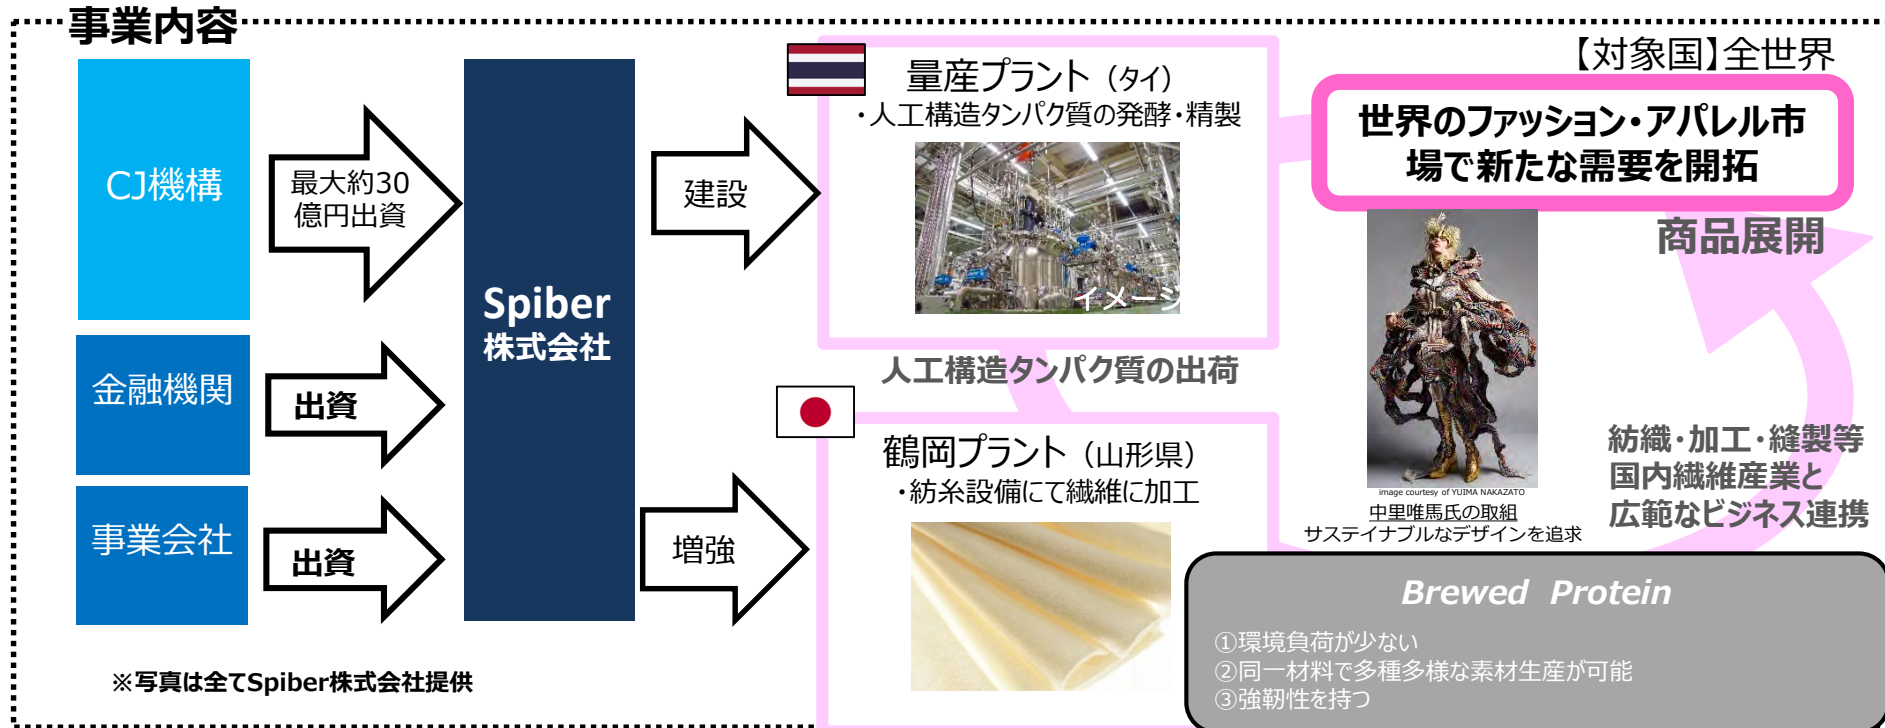 事業内容
CJ機構
最大約30
億円出資
金融機関
出資
事業会社
出資
Spiber
株式会社
建設
増強
量産プラント（タイ）
・人工構造タンパク質の発酵・精製
イメージ
人工構造タンパク質の出荷
鶴岡プラント（山形県）
・紡糸設備にて繊維に加工
【対象国】全世界
世界のファッション・アパレル市
場で新たな需要を開拓
商品展開
image courtesy of YUIMA NAKAZATO
中里唯馬氏の取組
サステイナブルなデザインを追求
紡織・加工・縫製等
国内繊維産業と
広範なビジネス連携
Brewed Protein
①環境負荷が少ない
②同一材料で多種多様な素材生産が可能
③強靭性を持つ
※写真は全てSpiber株式会社提供